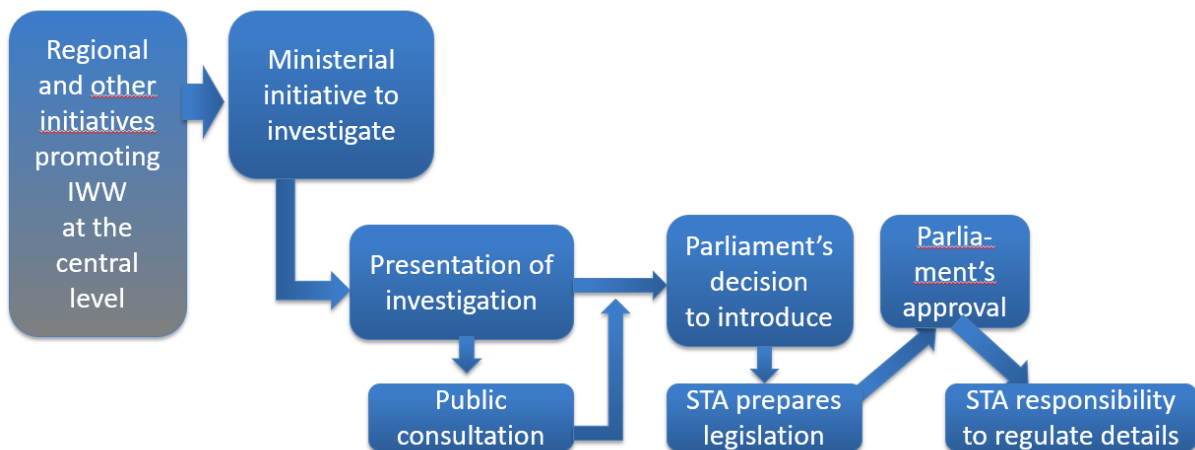 Regional
and other
initiatives
promoting
IWW
at the
central
level
Ministerial
initiative to
investigate
Presentation of
investigation
Public
consultation
Parliament’s
decision
to introduce
STA prepares
legislation
Parlia-
ment’s
approval
STA responsibility
to regulate details